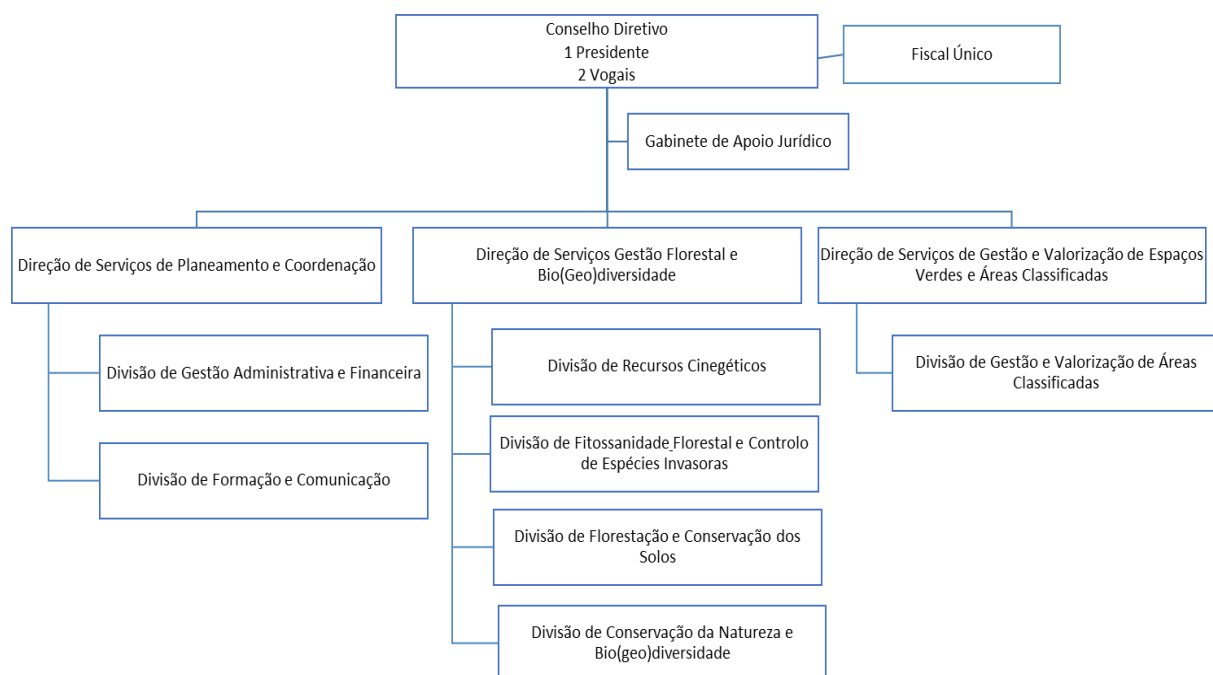 Conselho Diretivo
1 Presidente
2 Vogais
Fiscal Único
Gabinete de Apoio Jurídico
Direção de Serviços de Planeamento e Coordenação
Direção de Serviços Gestão Florestal e
Bio(Geo)diversidade
Direção de Serviços de Gestão e Valorização de Espaços
Verdes e Áreas Classificadas
Divisão de Gestão Administrativa e Financeira
Divisão de Formação e Comunicação
Divisão de Recursos Cinegéticos
Divisão de Fitossanidade Florestal e Controlo
de Espécies Invasoras
Divisão de Florestação e Conservação dos
Solos
Divisão de Conservação da Natureza e
Bio(geo)diversidade
Divisão de Gestão e Valorização de Áreas
Classificadas